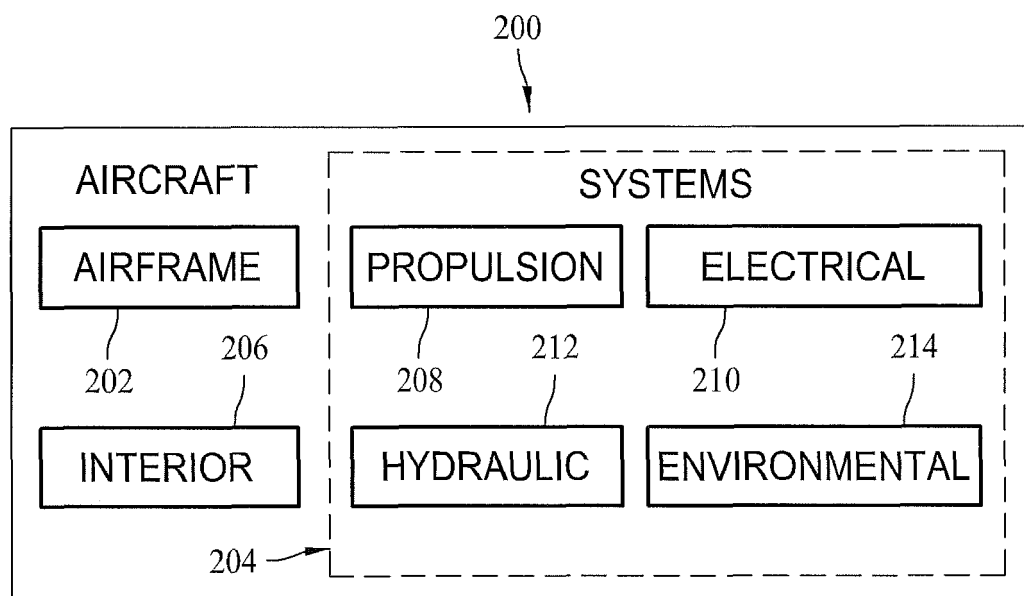 200
AIRCRAFT
SYSTEMS
AIRFRAME
PROPULSION
ELECTRICAL
202
206
208
212
210
214
INTERIOR
HYDRAULIC
ENVIRONMENTAL
204